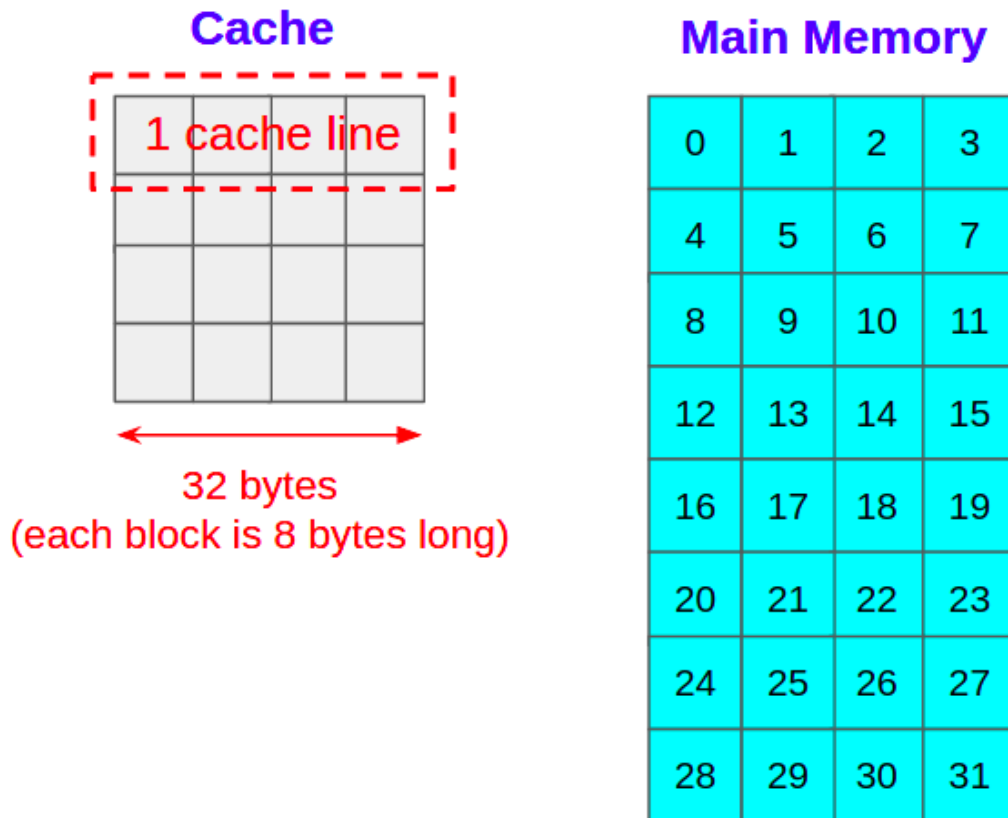 Cache
1 cache line
32 bytes
(each block is 8 bytes long)
Main Memory
0 1 2 3
4 5 6 7
8 9 10 11
12 13 14 15
16 17 18 19
20 21 22 23
24 25 26 27
28 29 30 31